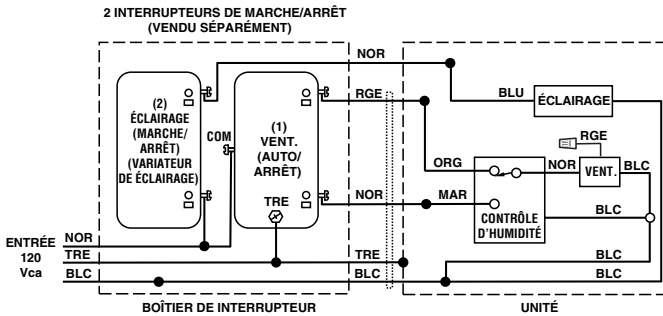 2 INTERRUPTEURS DE MARCHE/ARRÊT
(VENDU SÉPARÉMENT)
NOR
RGE
BLU
ÉCLAIRAGE
(2)
ÉCLAIRAGE
(MARCHE/
ARRÊT)
(VARIATEUR
DE ÉCLAIRAGE)
COM
(1)
VENT.
(AUTO/
ARRÊT)
TRE
RGE
ORG
NOR
VENT.
BLC
NOR
MAR
CONTRÔLE
D'HUMIDITÉ
BLC
ENTRÉE
120
Vca
NOR
TRE
TRE
BLC
BLC
BLC
BLC
BOÎTIER DE INTERRUPTEUR
UNITÉ